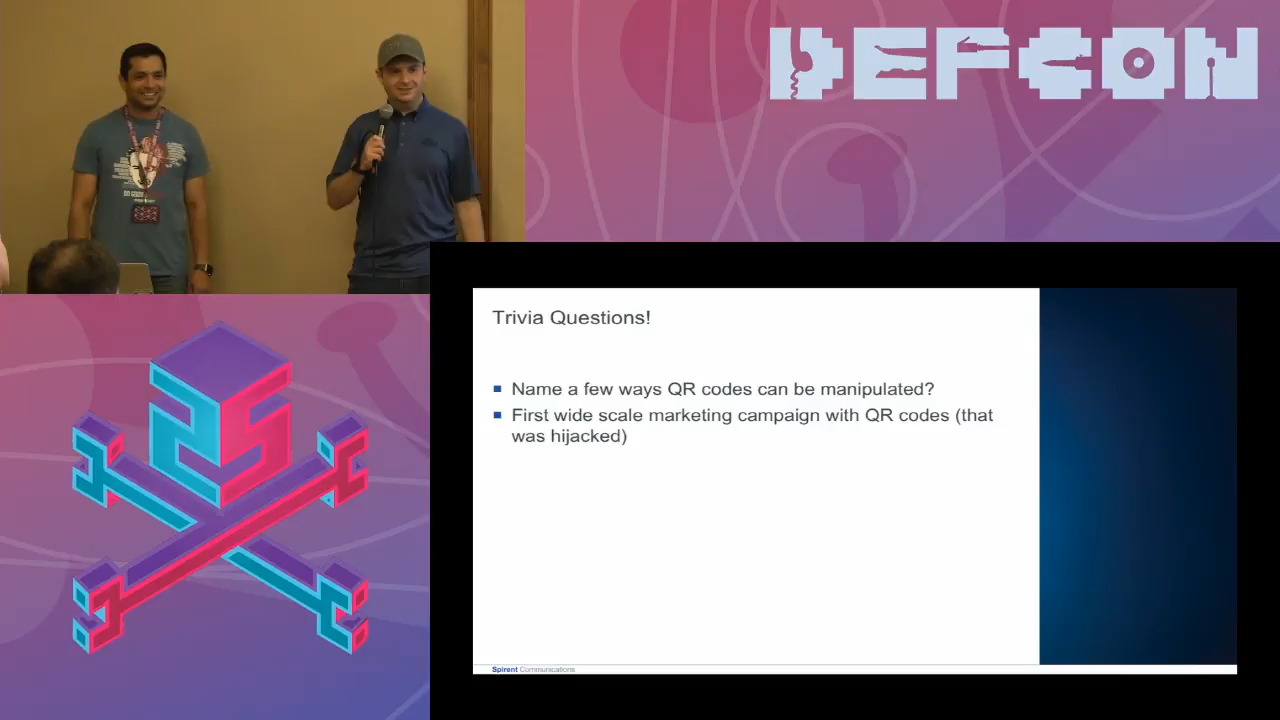 DEFCON
Trivia Questions!
Name a few ways QR codes can be manipulated?
First wide scale marketing campaign with QR codes (that
was hijacked)
Spirent Communications